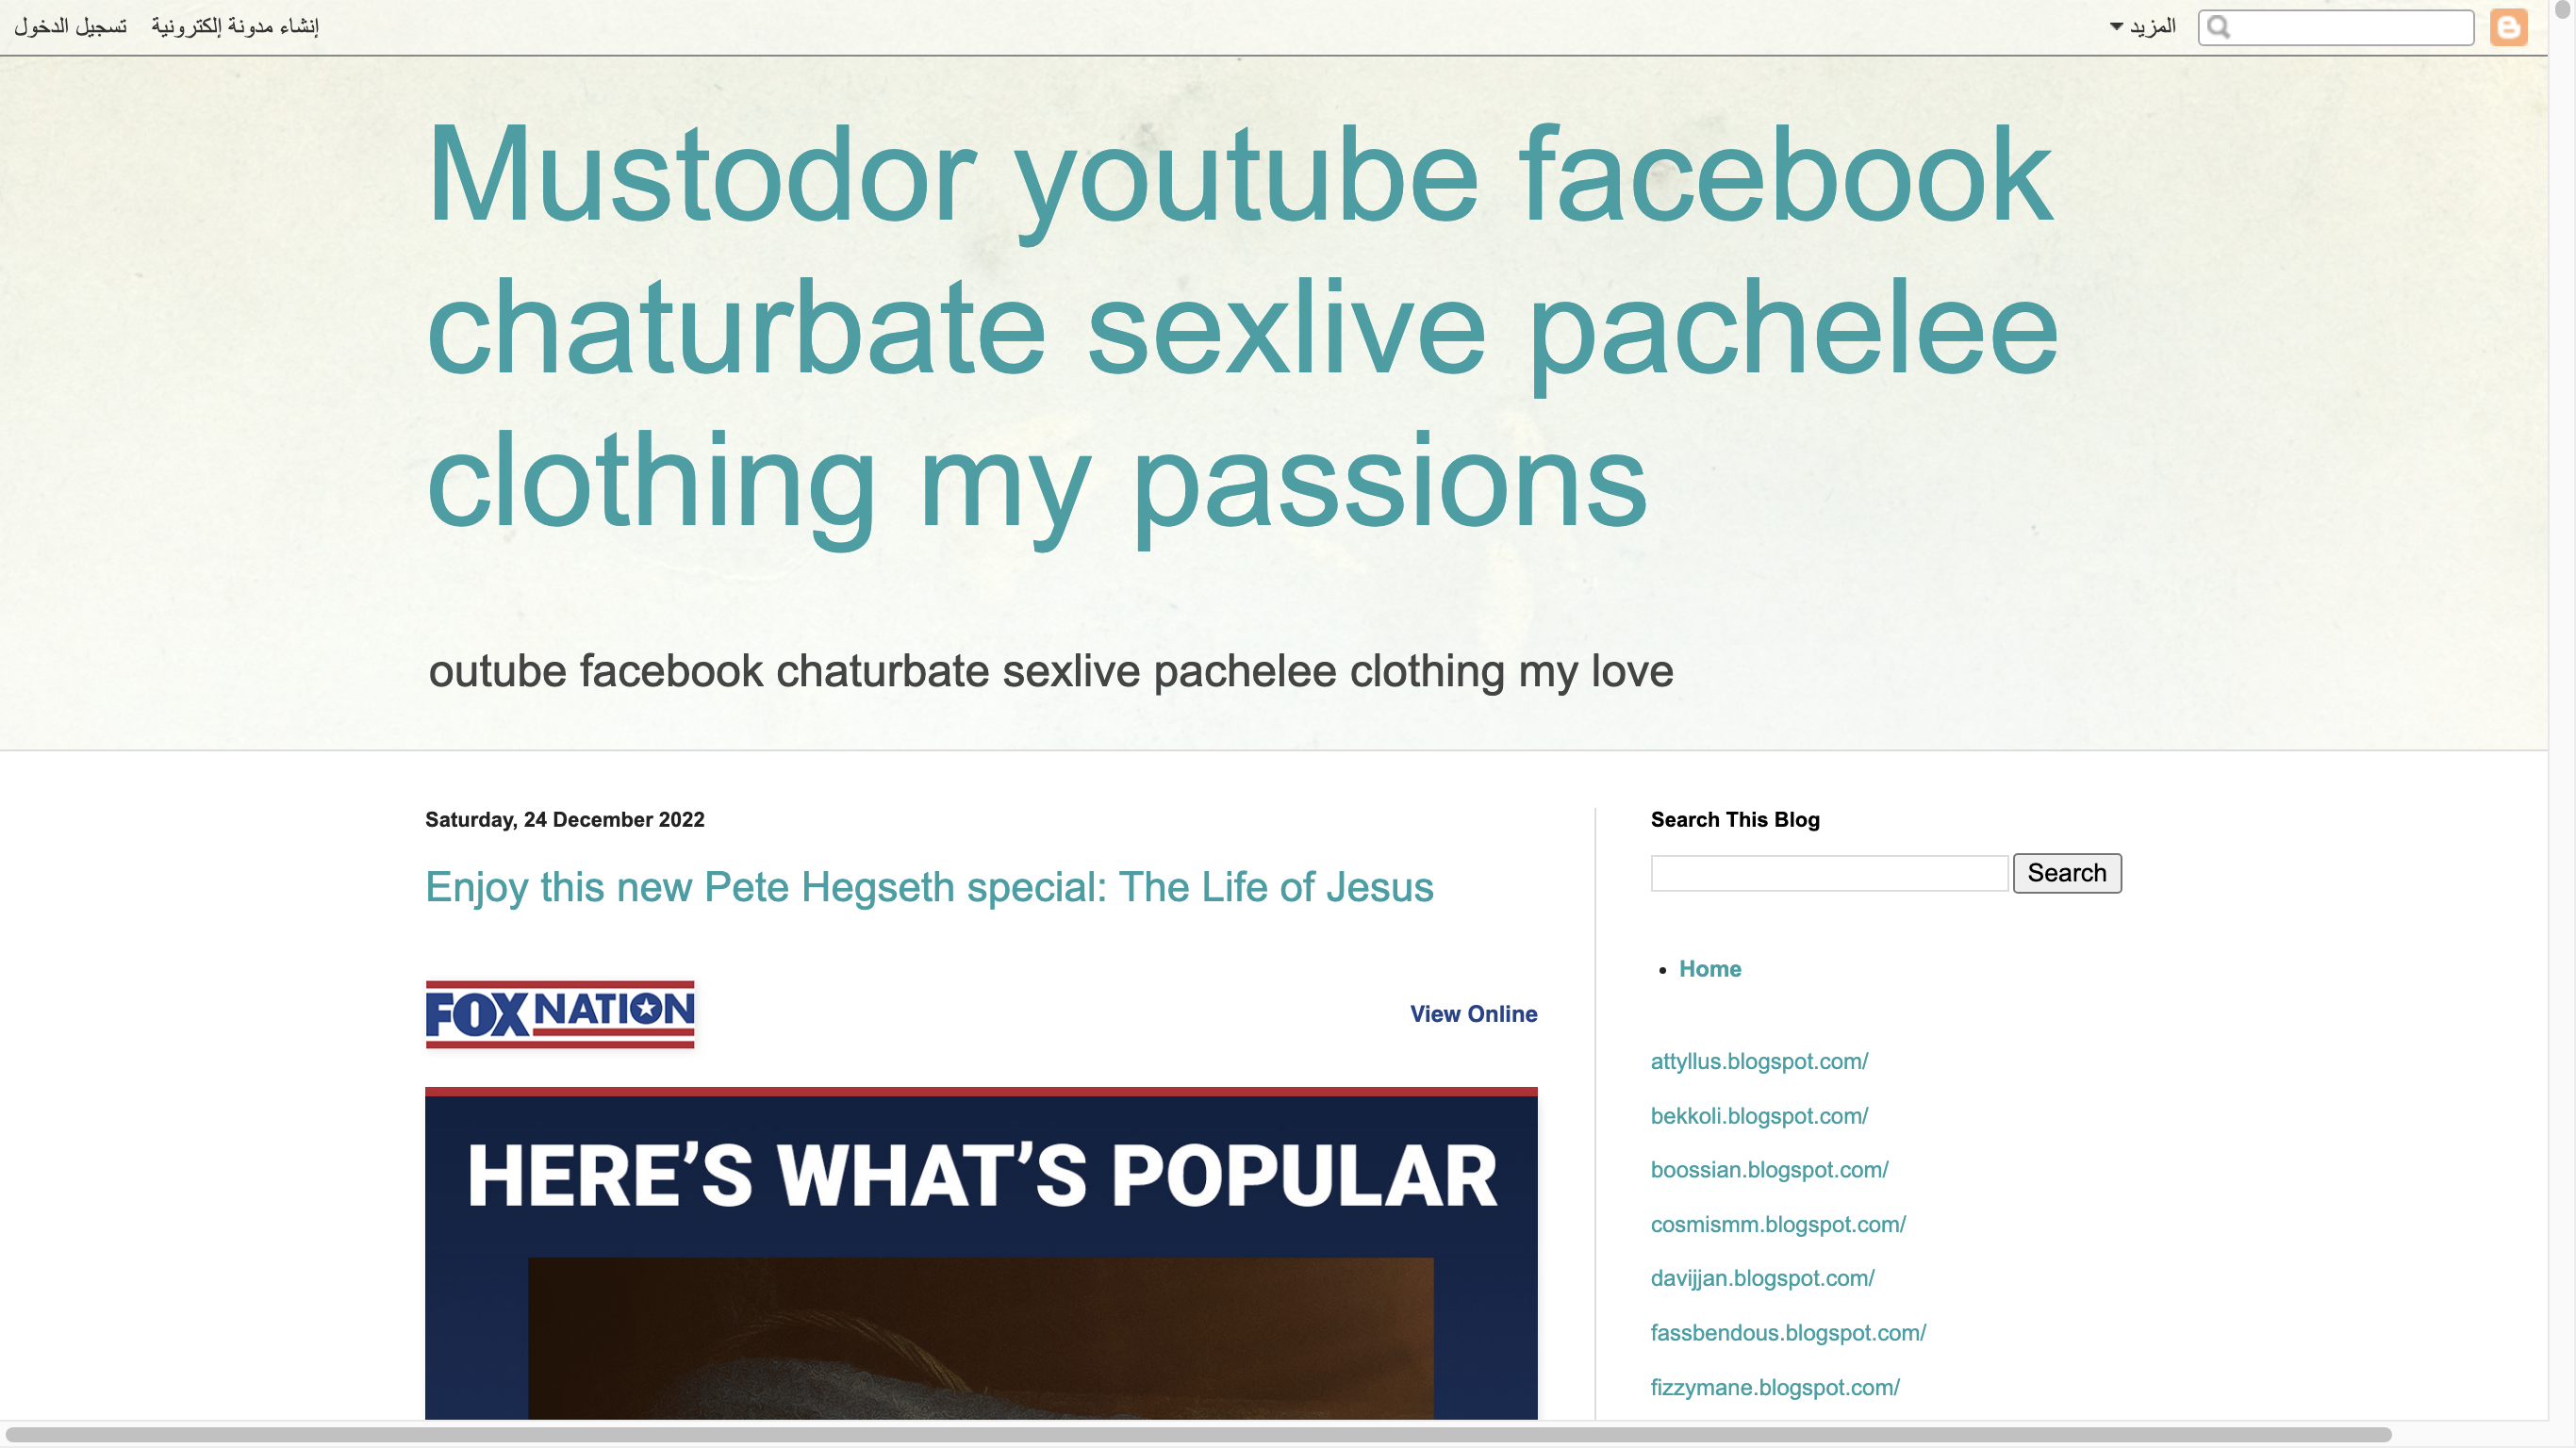 تسجيل الدخول
إنشاء مدونة إلكترونية
المزيد
Mustodor youtube facebook
chaturbate sexlive pachelee
clothing my passions
outube facebook chaturbate sexlive pachelee clothing my love
Saturday, 24 December 2022
Enjoy this new Pete Hegseth special: The Life of Jesus
FOX NATION
View Online
HERE’S WHAT’S POPULAR
Search This Blog
Search
Home
attyllus.blogspot.com/
bekkoli.blogspot.com/
boossian.blogspot.com/
cosmismm.blogspot.com/
davijjan.blogspot.com/
fassbendous.blogspot.com/
fizzymane.blogspot.com/